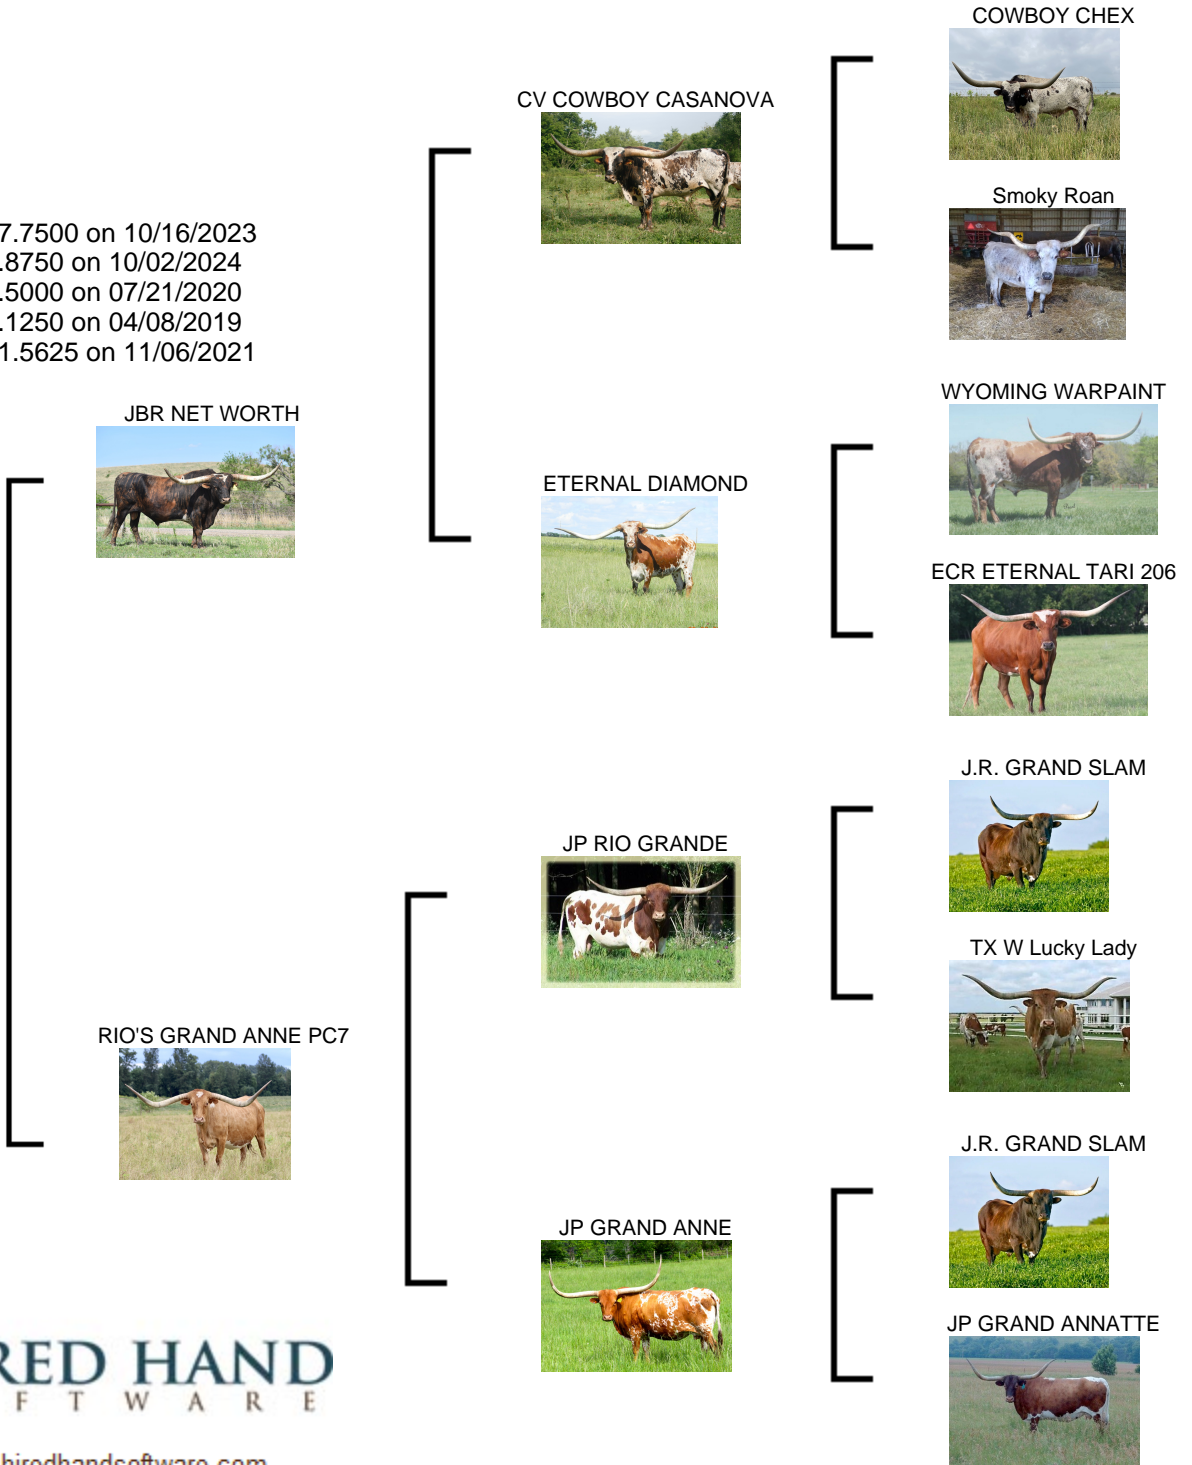 COWBOY CHEX
CV COWBOY CASANOVA
Smoky Roan
7.7500 on 10/16/2023
.8750 on 10/02/2024
.5000 on 07/21/2020
.1250 on 04/08/2019
1.5625 on 11/06/2021
WYOMING WARPAINT
JBR NET WORTH
ETERNAL DIAMOND
ECR ETERNAL TARI 206
J.R. GRAND SLAM
JP RIO GRANDE
TX W Lucky Lady
RIO'S GRAND ANNE PC7
J.R. GRAND SLAM
JP GRAND ANNE
JP GRAND ANNATTE
RED HAND
F T W A R E
hiredhandsoftware.com